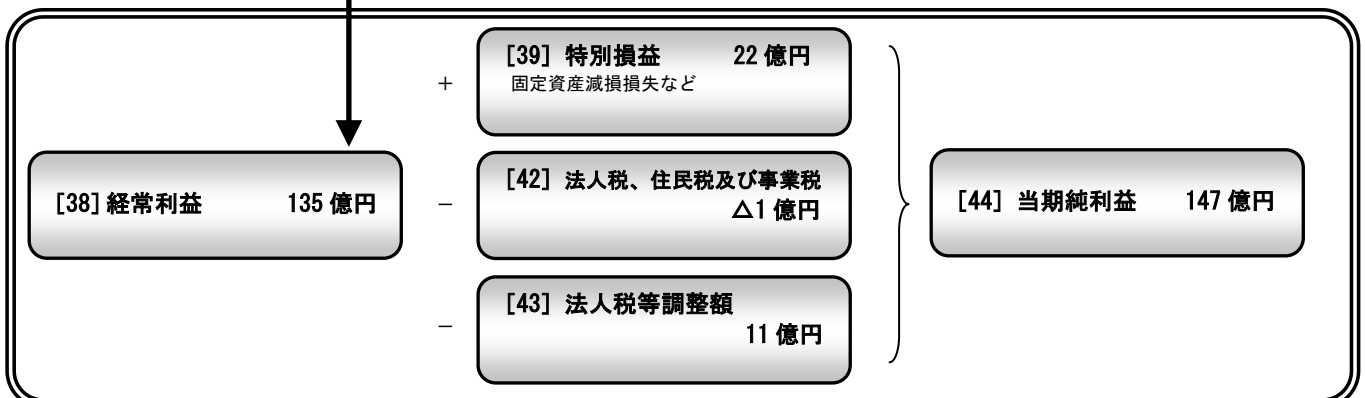 [39] 特別損益 22 億円
固定資産減損損失など
+
[38] 経常利益 135 億円
－
[42] 法人税、住民税及び事業税
△1 億円
[44] 当期純利益 147 億円
[43] 法人税等調整額
－
11 億円